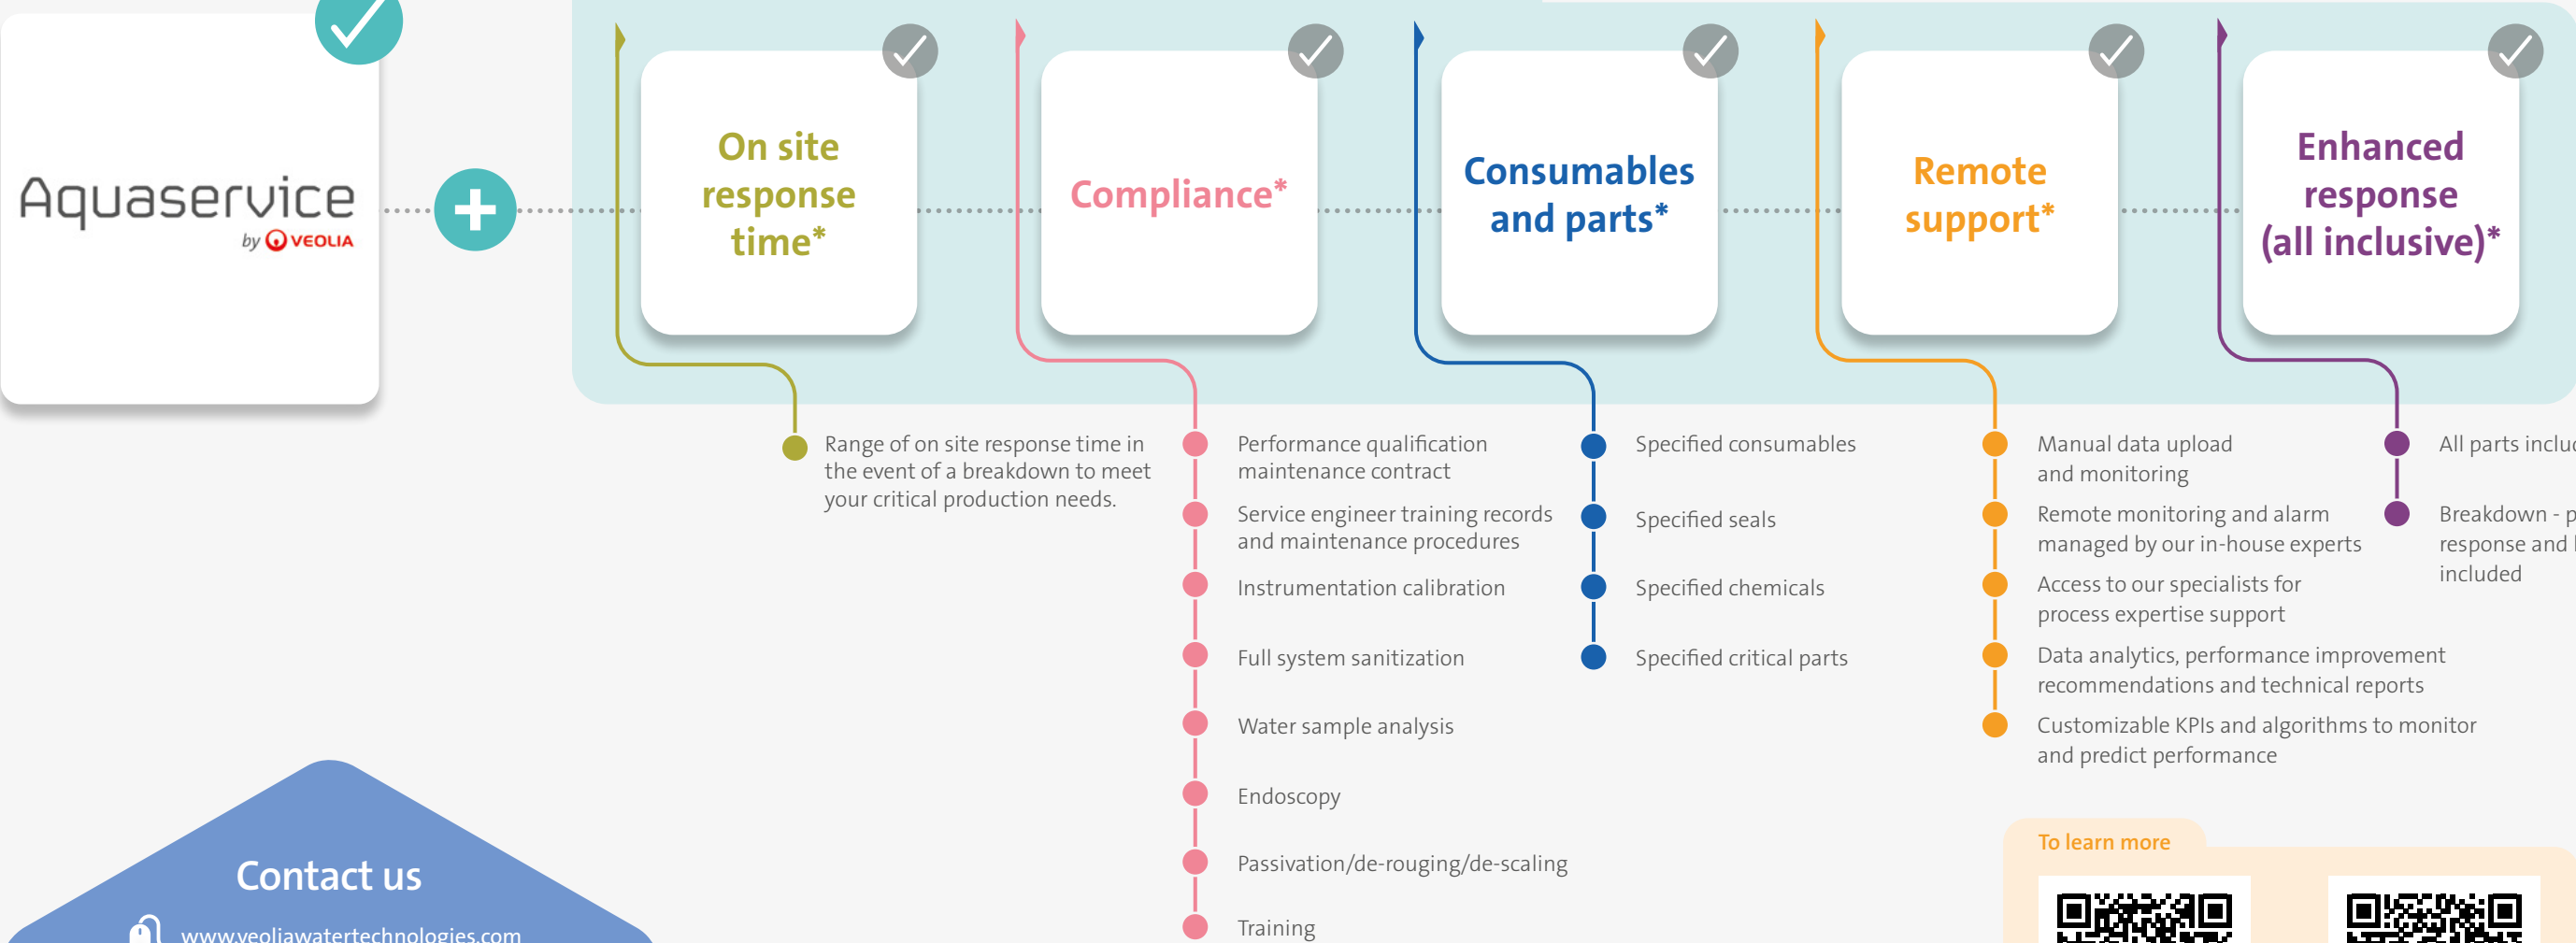 Aquaservice
by VEOLIA
On site
response
time*
Compliance*
Consumables
and parts*
Remote
support*
Enhanced
response
(all inclusive)*
Range of on site response time in
the event of a breakdown to meet
your critical production needs.
Performance qualification
maintenance contract
Service engineer training records
and maintenance procedures
Instrumentation calibration
Full system sanitization
Water sample analysis
Endoscopy
Passivation/de-rouging/de-scaling
Training
Specified consumables
Specified seals
Specified chemicals
Specified critical parts
Manual data upload
and monitoring
Remote monitoring and alarm
managed by our in-house experts
Access to our specialists for
process expertise support
Data analytics, performance improvement
recommendations and technical reports
Customizable KPIs and algorithms to monitor
and predict performance
All parts
Breakdown -
response and
included
Contact us
www.veoliawatertechnologies.com
To learn more